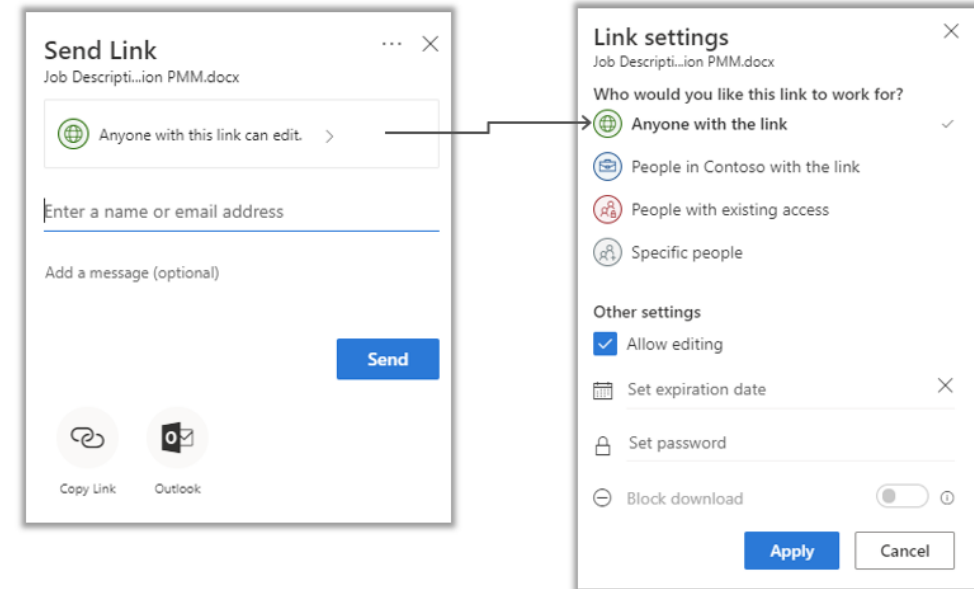 Send Link
Job Descripti...ion PMM.docx
Anyone with this link can edit.
Enter a name or email address
Add a message (optional)
Send
Copy Link
Outlook
Link settings
Job Descripti...ion PMM.docx
Who would you like this link to work for?
Anyone with the link
People in Contoso with the link
People with existing access
Specific people
Other settings
Allow editing
Set expiration date
Set password
Block download
Apply
Cancel